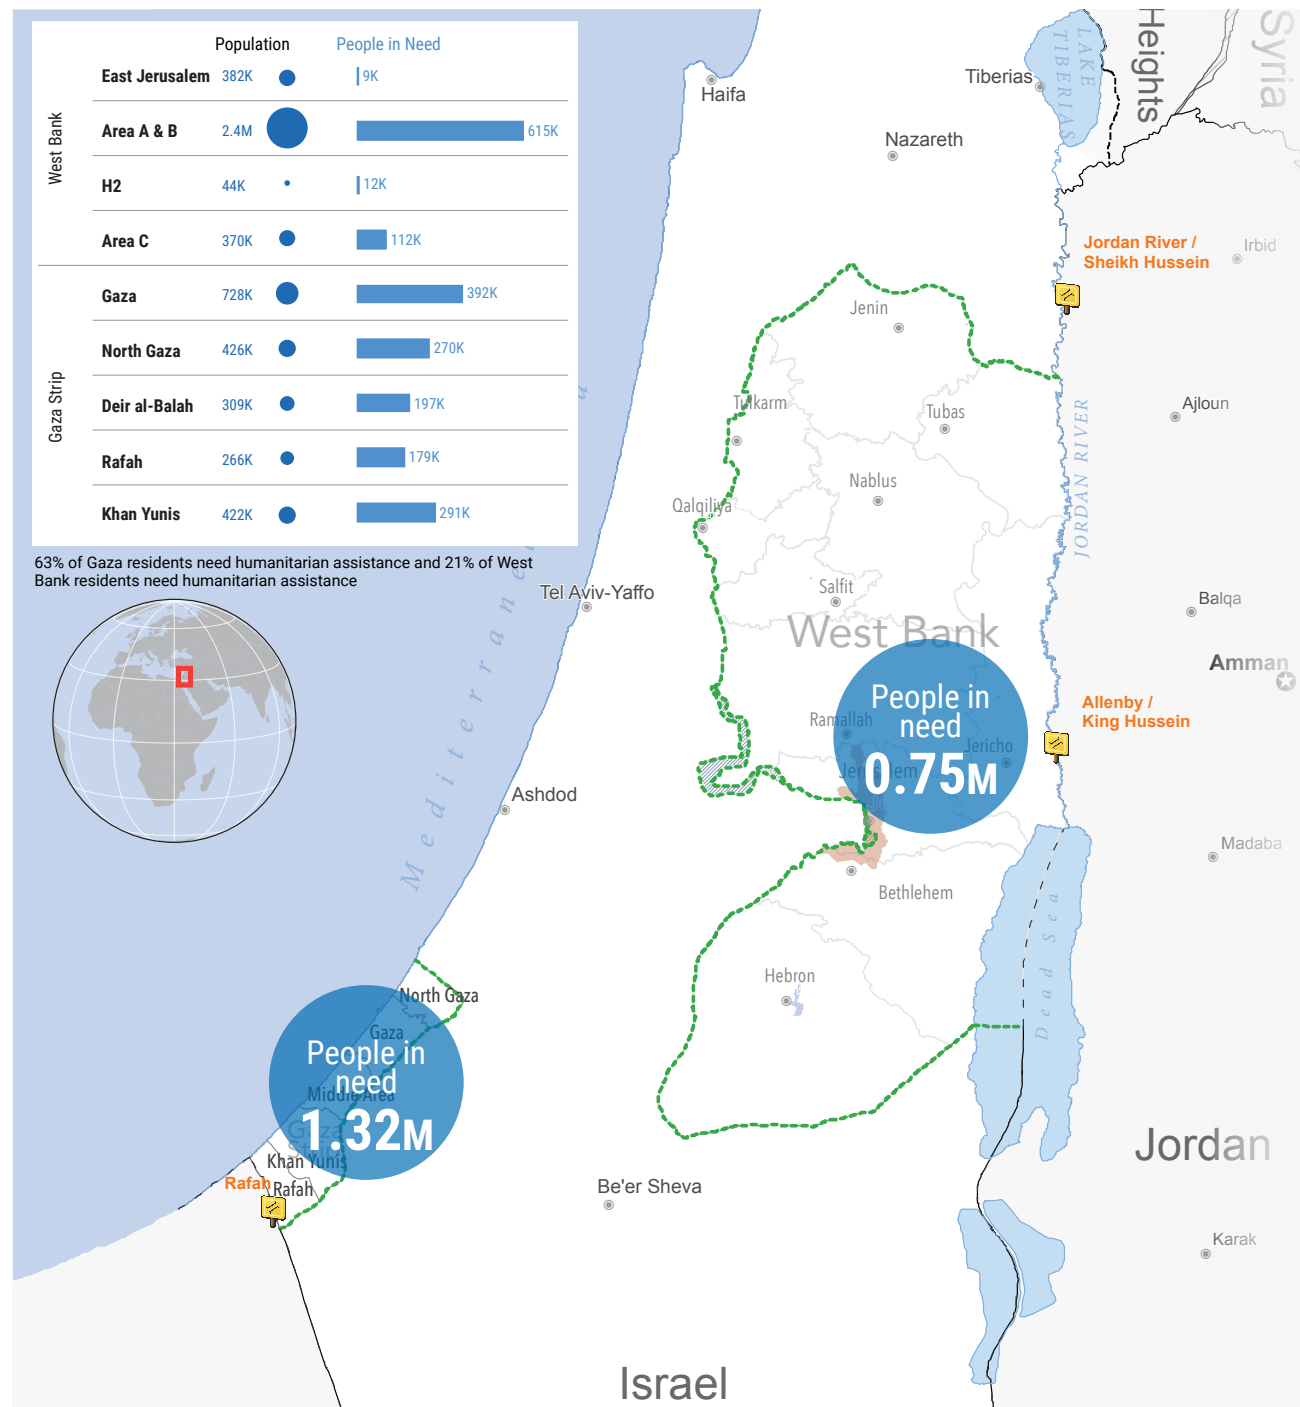 Population People in Need
West Bank
East Jerusalem 382K 9K
Area A & B 2.4M 615K
H2 44K 12K
Area C 370K 112K
Gaza Strip
Gaza 728K 392K
North Gaza 426K 270K
Deir al-Balah 309K 197K
Rafah 266K 179K
Khan Yunis 422K 291K
63% of Gaza residents need humanitarian assistance and 21% of West
Bank residents need humanitarian assistance
Mediterranea
Heights
Syria
LAKE
TIBERIAS
Tiberias
Haifa
Nazareth
Jordan River /
Sheikh Hussein
Irbid
Jenin
Tulkarm
Tubas
Ajloun
JORDAN RIVER
Nablus
Qalqiliya
Tel Aviv-Yaffo
Salfit
Balqa
West Bank
Amman
People in
need
0.75M
Allenby /
King Hussein
Ramallah
Jericho
Jerusalem
Ashdod
Madaba
Bethlehem
Dead Sea
Hebron
North Gaza
Gaza
People in
need
1.32M
Middle Area
Gaza
Strip
Khan Yunis
Rafah
Rafah
Be'er Sheva
Jordan
Karak
Israel